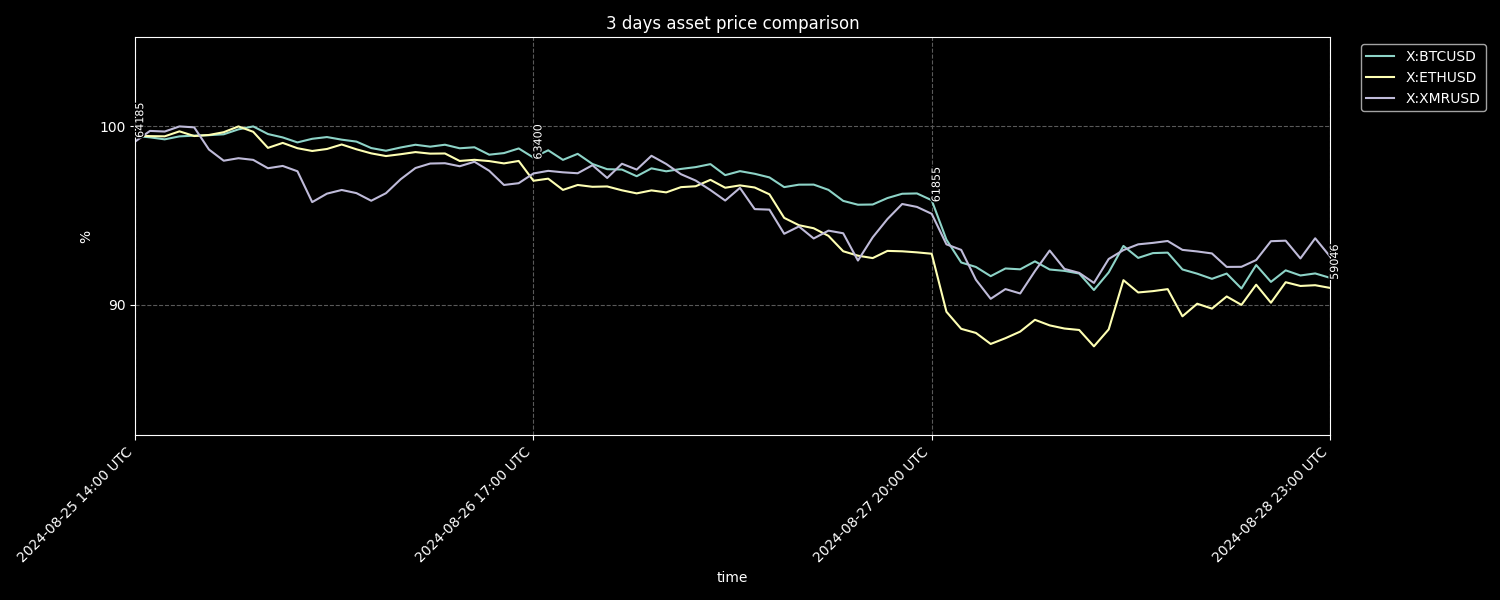 3 days asset price comparison
X:BTCUSD
X:ETHUSD
X:XMRUSD
64185
63400
61855
59046
100
90
%
2024-08-25 14:00 UTC
2024-08-26 17:00 UTC
2024-08-27 20:00 UTC
2024-08-28 23:00 UTC
time